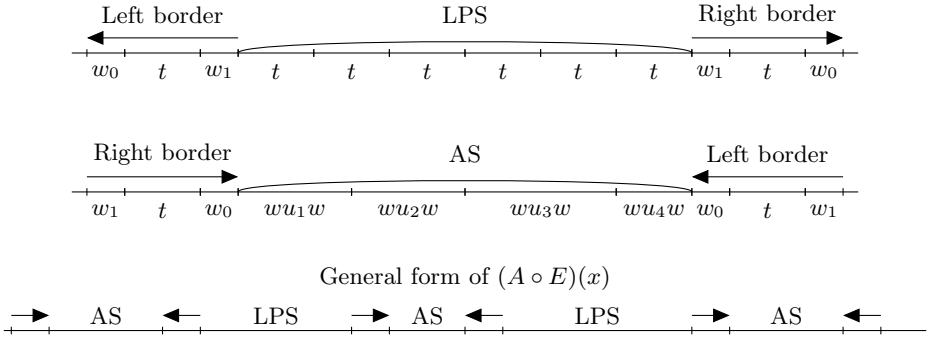 Left border LPS Right border
w₀ t w₁ t t t t t t w₁ t w₀
Right border AS Left border
w₁ t w₀ wu₁w wu₂w wu₃w wu₄w w₀ t w₁
General form of (A ∘ E)(x)
AS LPS AS LPS AS